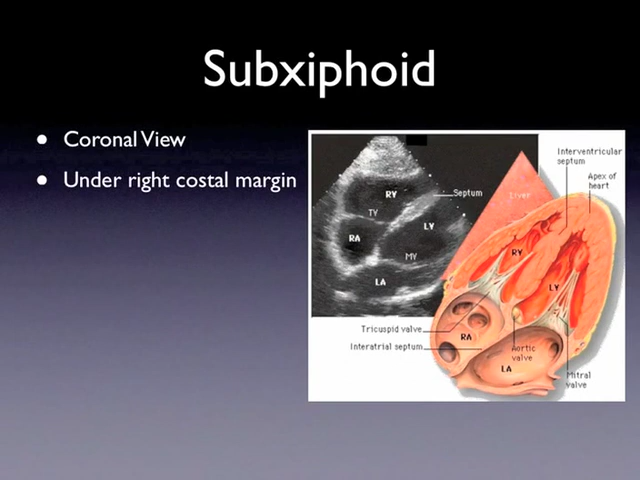 Subxiphoid
• Coronal View
• Under right costal margin
RV
Septum
TV
LV
RA
MV
LA
Liver
Interventricular
septum
Apex of
heart
RV
LV
Tricuspid valve
Interatrial septum
RA
Aortic
valve
LA
Mitral
valve